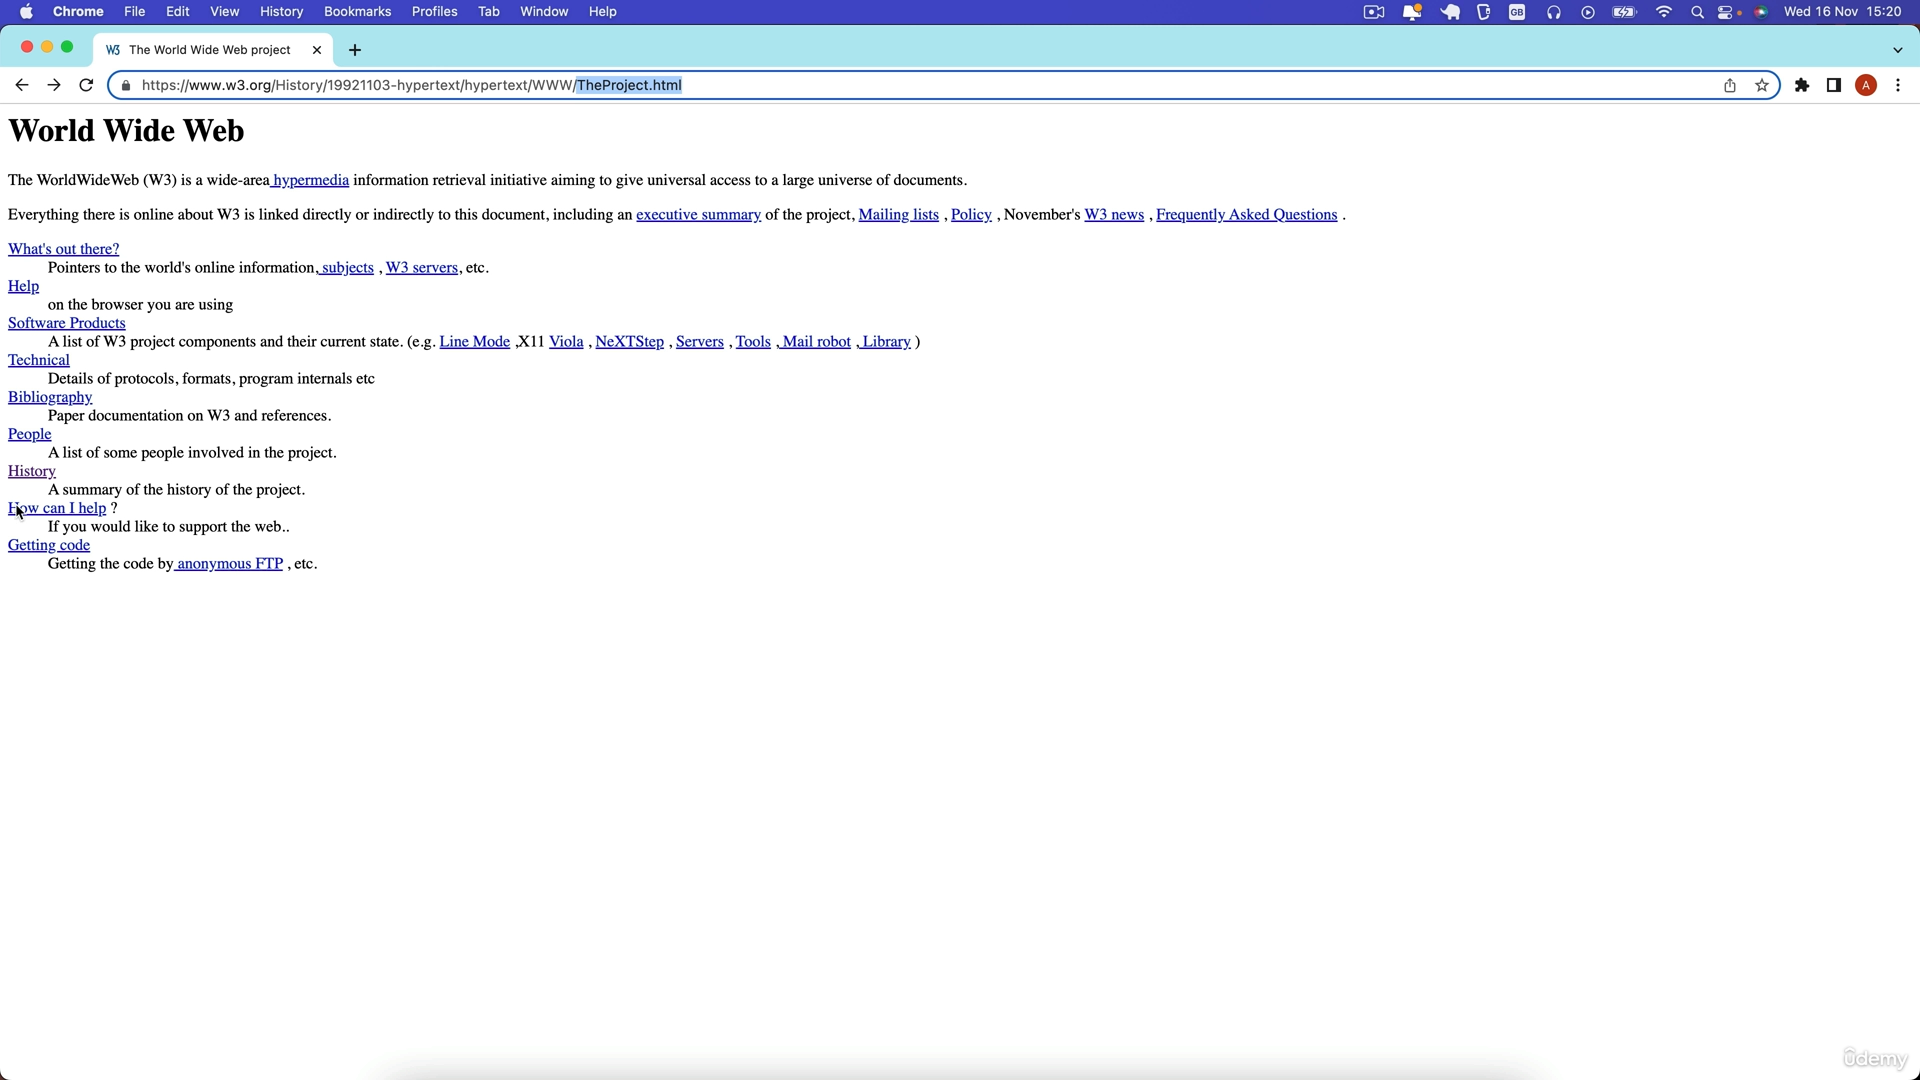 Chrome File Edit View History Bookmarks Profiles Tab Window Help GB Wed 16 Nov 15:20
W3 The World Wide Web project
https://www.w3.org/History/19921103-hypertext/hypertext/WWW/TheProject.html A
World Wide Web
The WorldWideWeb (W3) is a wide-area hypermedia information retrieval initiative aiming to give universal access to a large universe of documents.
Everything there is online about W3 is linked directly or indirectly to this document, including an executive summary of the project, Mailing lists , Policy , November's W3 news , Frequently Asked Questions .
What's out there?
Pointers to the world's online information, subjects , W3 servers, etc.
Help
on the browser you are using
Software Products
A list of W3 project components and their current state. (e.g. Line Mode ,X11 Viola , NeXTStep , Servers , Tools , Mail robot , Library )
Technical
Details of protocols, formats, program internals etc
Bibliography
Paper documentation on W3 and references.
People
A list of some people involved in the project.
History
A summary of the history of the project.
How can I help ?
If you would like to support the web..
Getting code
Getting the code by anonymous FTP , etc.
ûdemy